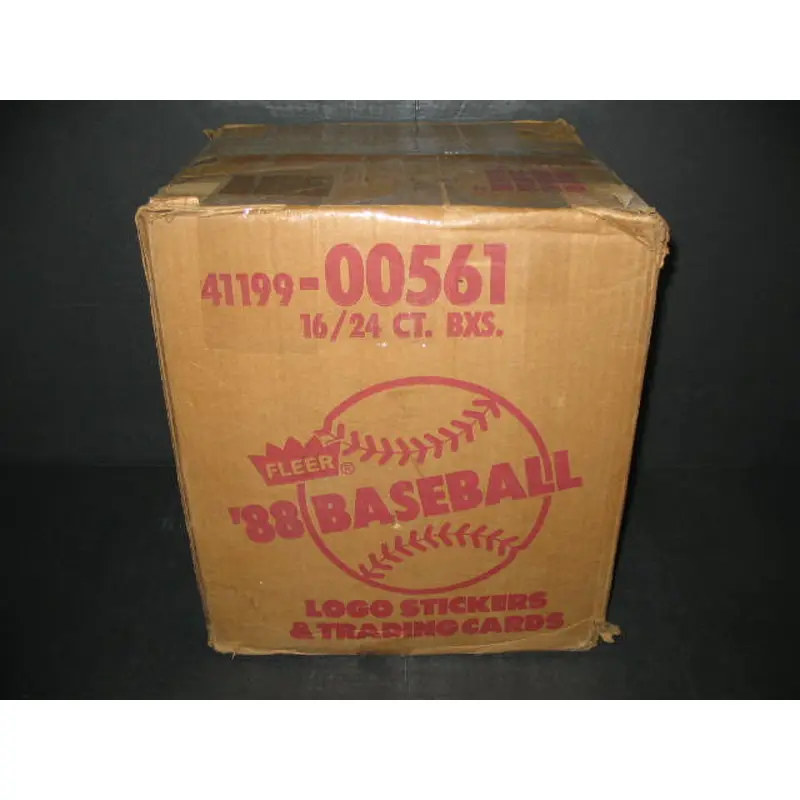 41199-00561
16/24 CT. BXS.
FLEER®
'88 BASEBALL
LOGO STICKERS
& TRADING CARDS